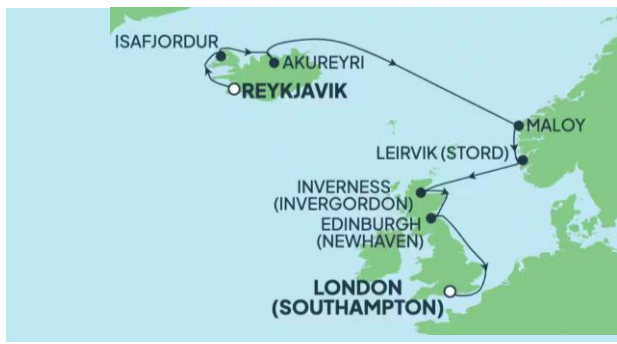 ISAFJORDUR
AKUREYRI
REYKJAVIK
MALOY
LEIRVIK (STORD)
INVERNESS
(INVERGORDON)
EDINBURGH
(NEWHAVEN)
LONDON
(SOUTHAMPTON)